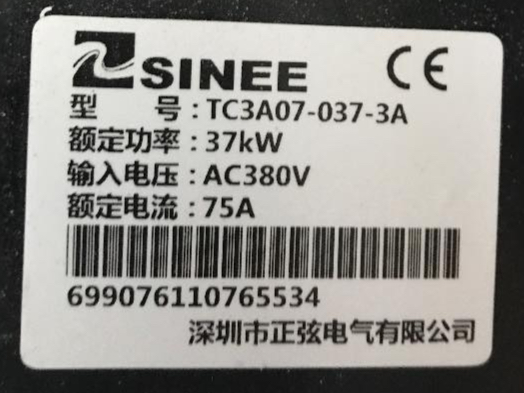 SINEE CE
型 号:TC3A07-037-3A
额定功率:37kW
输入电压:AC380V
额定电流:75A
699076110765534
深圳市正弦电气有限公司